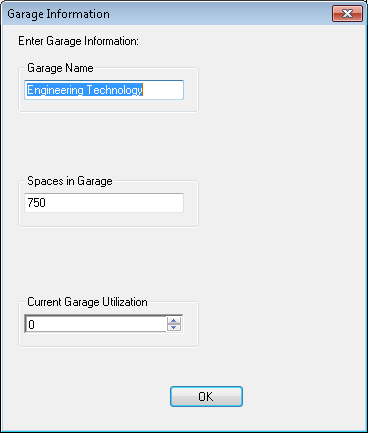 Garage Information
Enter Garage Information:
Garage Name
Engineering Technology
Spaces in Garage
750
Current Garage Utilization
0
OK